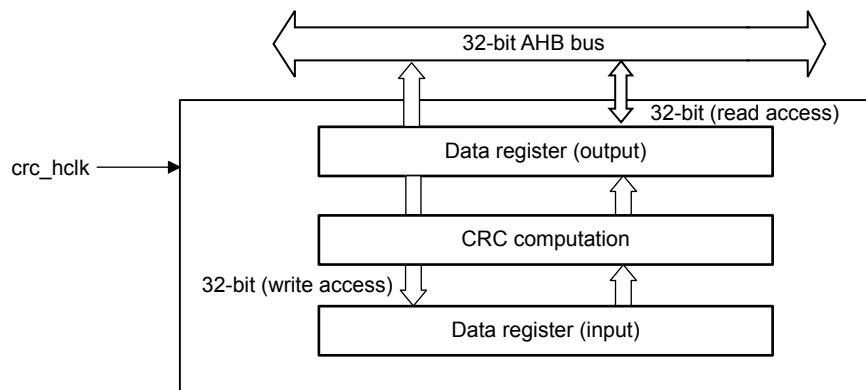 32-bit AHB bus
32-bit (read access)
Data register (output)
crc_hclk
CRC computation
32-bit (write access)
Data register (input)